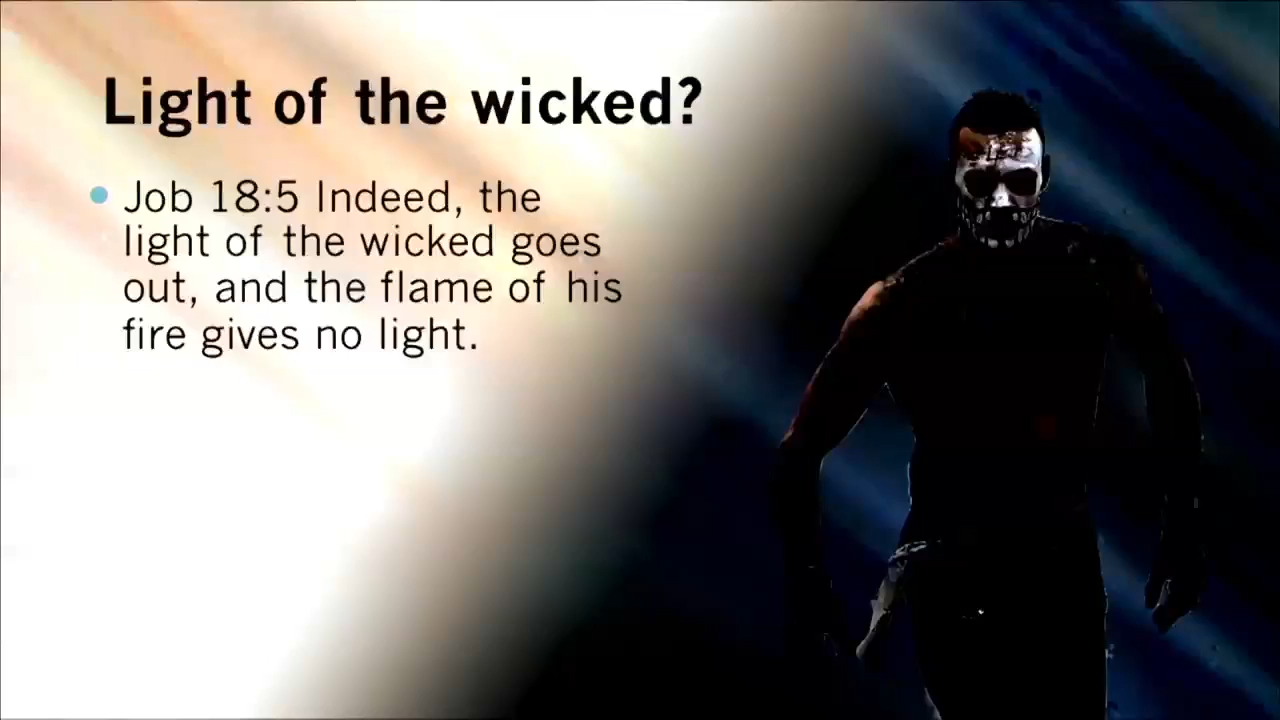 Light of the wicked?
Job 18:5 Indeed, the
light of the wicked goes
out, and the flame of his
fire gives no light.